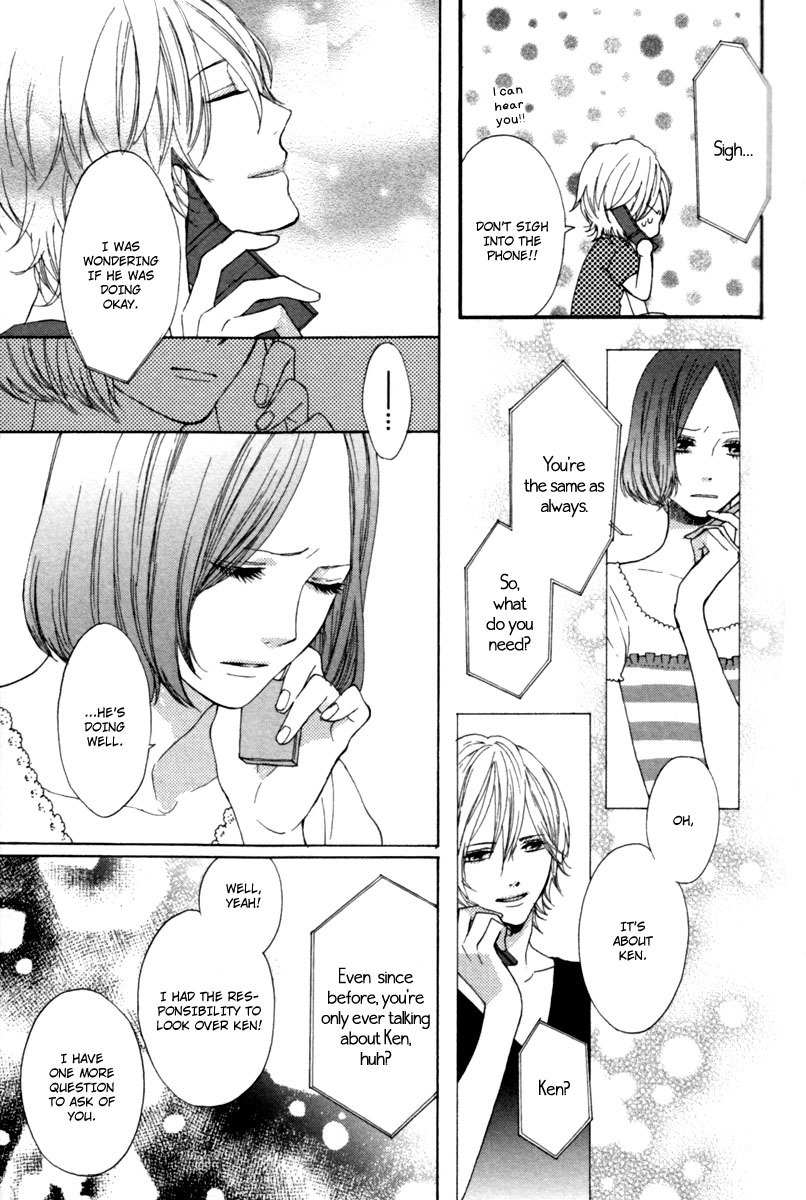 Sigh...
I can
hear
you!!
DON'T SIGH
INTO THE
PHONE!!
You're
the same as
always.
So,
what
do you
need?
OH,
IT'S
ABOUT
KEN.
Ken?
I WAS
WONDERING
IF HE WAS
DOING
OKAY.
—...
...HE'S
DOING
WELL.
Even since
before, you're
only ever talking
about Ken,
huh?
WELL,
YEAH!
I HAD THE RES-
PONSIBILITY TO
LOOK OVER KEN!
I HAVE
ONE MORE
QUESTION
TO ASK OF
YOU.